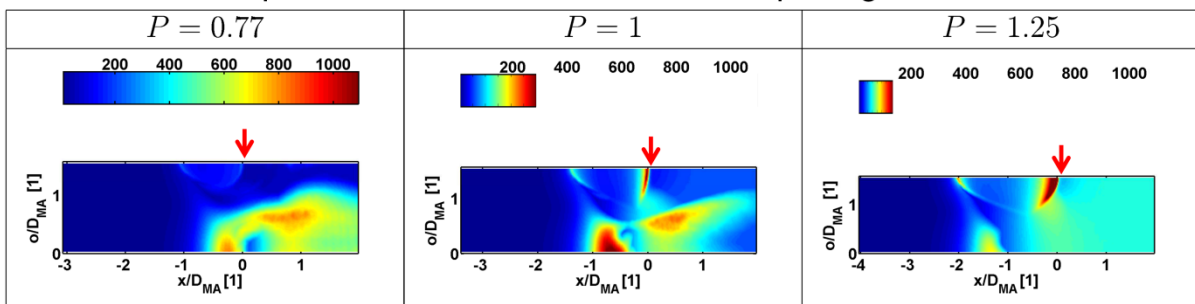 P = 0.77 P = 1 P = 1.25
200 400 600 800 1000 200 400 600 800 1000 200 400 600 800 1000
1 1 1
0 0 0
o/D_MA [1] o/D_MA [1] o/D_MA [1]
-3 -2 -1 0 1 -3 -2 -1 0 1 -4 -3 -2 -1 0 1
x/D_MA [1] x/D_MA [1] x/D_MA [1]